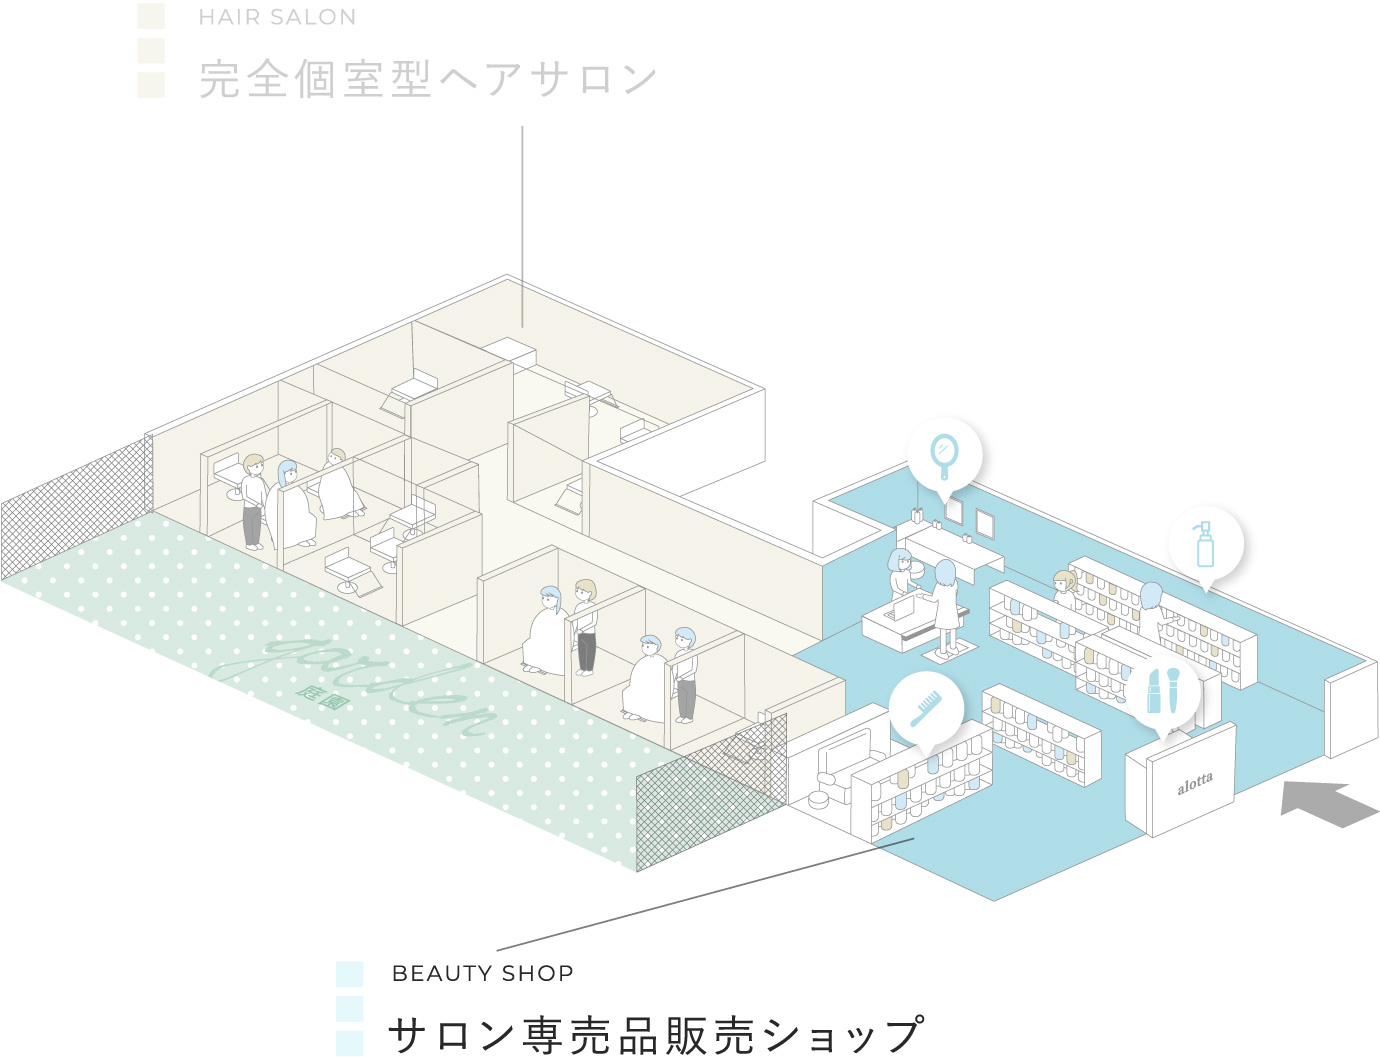 HAIR SALON
完全個室型ヘアサロン
garden
庭園
alotta
BEAUTY SHOP
サロン専売品販売ショップ